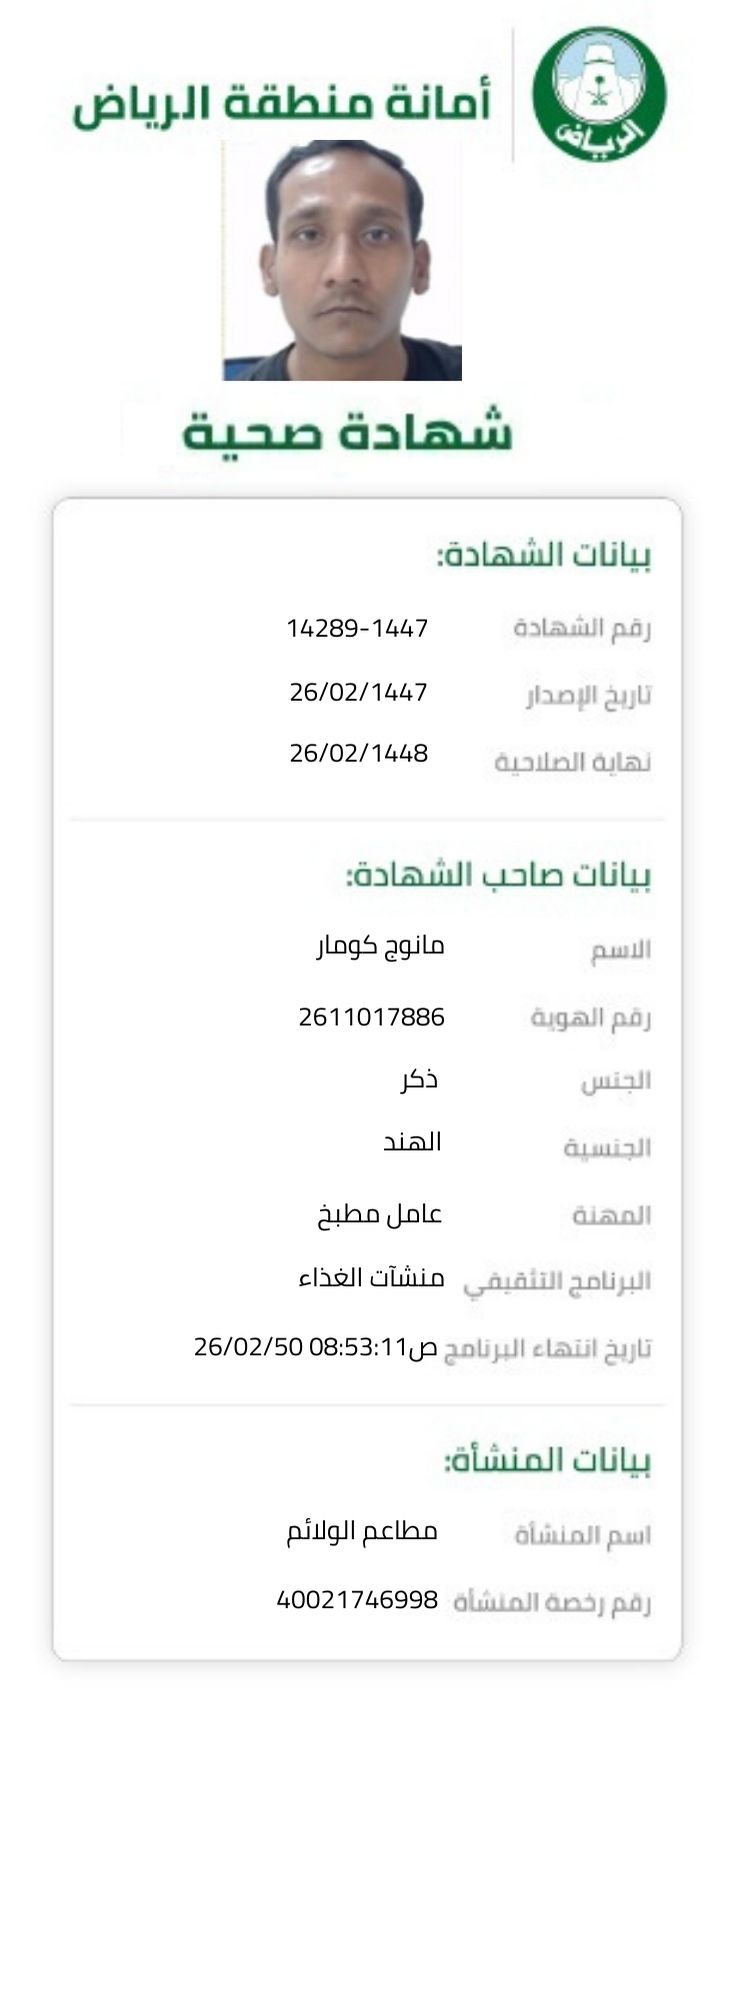 أمانة منطقة الرياض
الرياض
شهادة صحية
بيانات الشهادة:
رقم الشهادة 14289-1447
تاريخ الإصدار 26/02/1447
نهاية الصلاحية 26/02/1448
بيانات صاحب الشهادة:
الاسم مانوج كومار
رقم الهوية 2611017886
الجنس ذكر
الجنسية الهند
المهنة عامل مطبخ
البرنامج التثقيفي منشآت الغذاء
تاريخ انتهاء البرنامج 26/02/50 08:53:11ص
بيانات المنشأة:
اسم المنشأة مطاعم الولائم
رقم رخصة المنشأة 40021746998